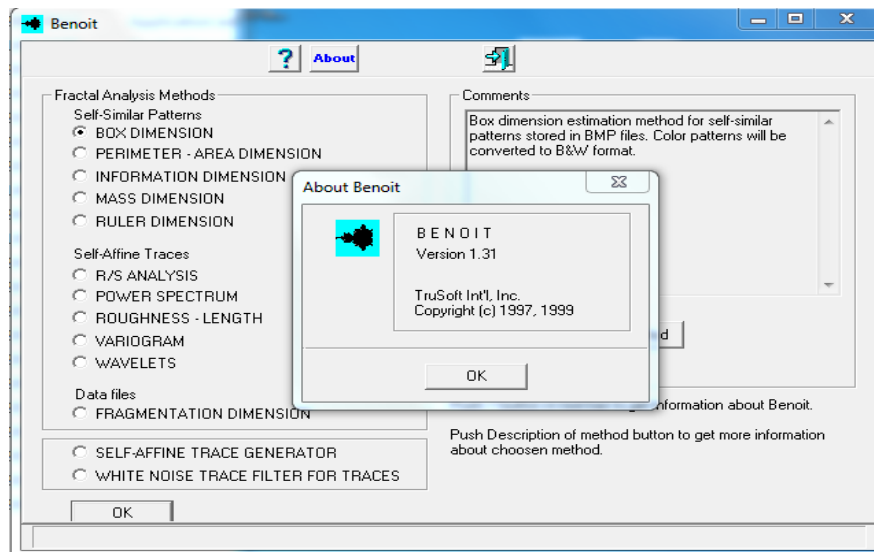 Benoit
? About
Fractal Analysis Methods
Self-Similar Patterns
BOX DIMENSION
PERIMETER - AREA DIMENSION
INFORMATION DIMENSION
MASS DIMENSION
RULER DIMENSION
Self-Affine Traces
R/S ANALYSIS
POWER SPECTRUM
ROUGHNESS - LENGTH
VARIOGRAM
WAVELETS
Data files
FRAGMENTATION DIMENSION
SELF-AFFINE TRACE GENERATOR
WHITE NOISE TRACE FILTER FOR TRACES
OK
Comments
Box dimension estimation method for self-similar
patterns stored in BMP files. Color patterns will be
converted to B&W format.
About Benoit
BENOIT
Version 1.31
TruSoft Int'l, Inc.
Copyright (c) 1997, 1999
OK
d
information about Benoit.
Push Description of method button to get more information
about choosen method.